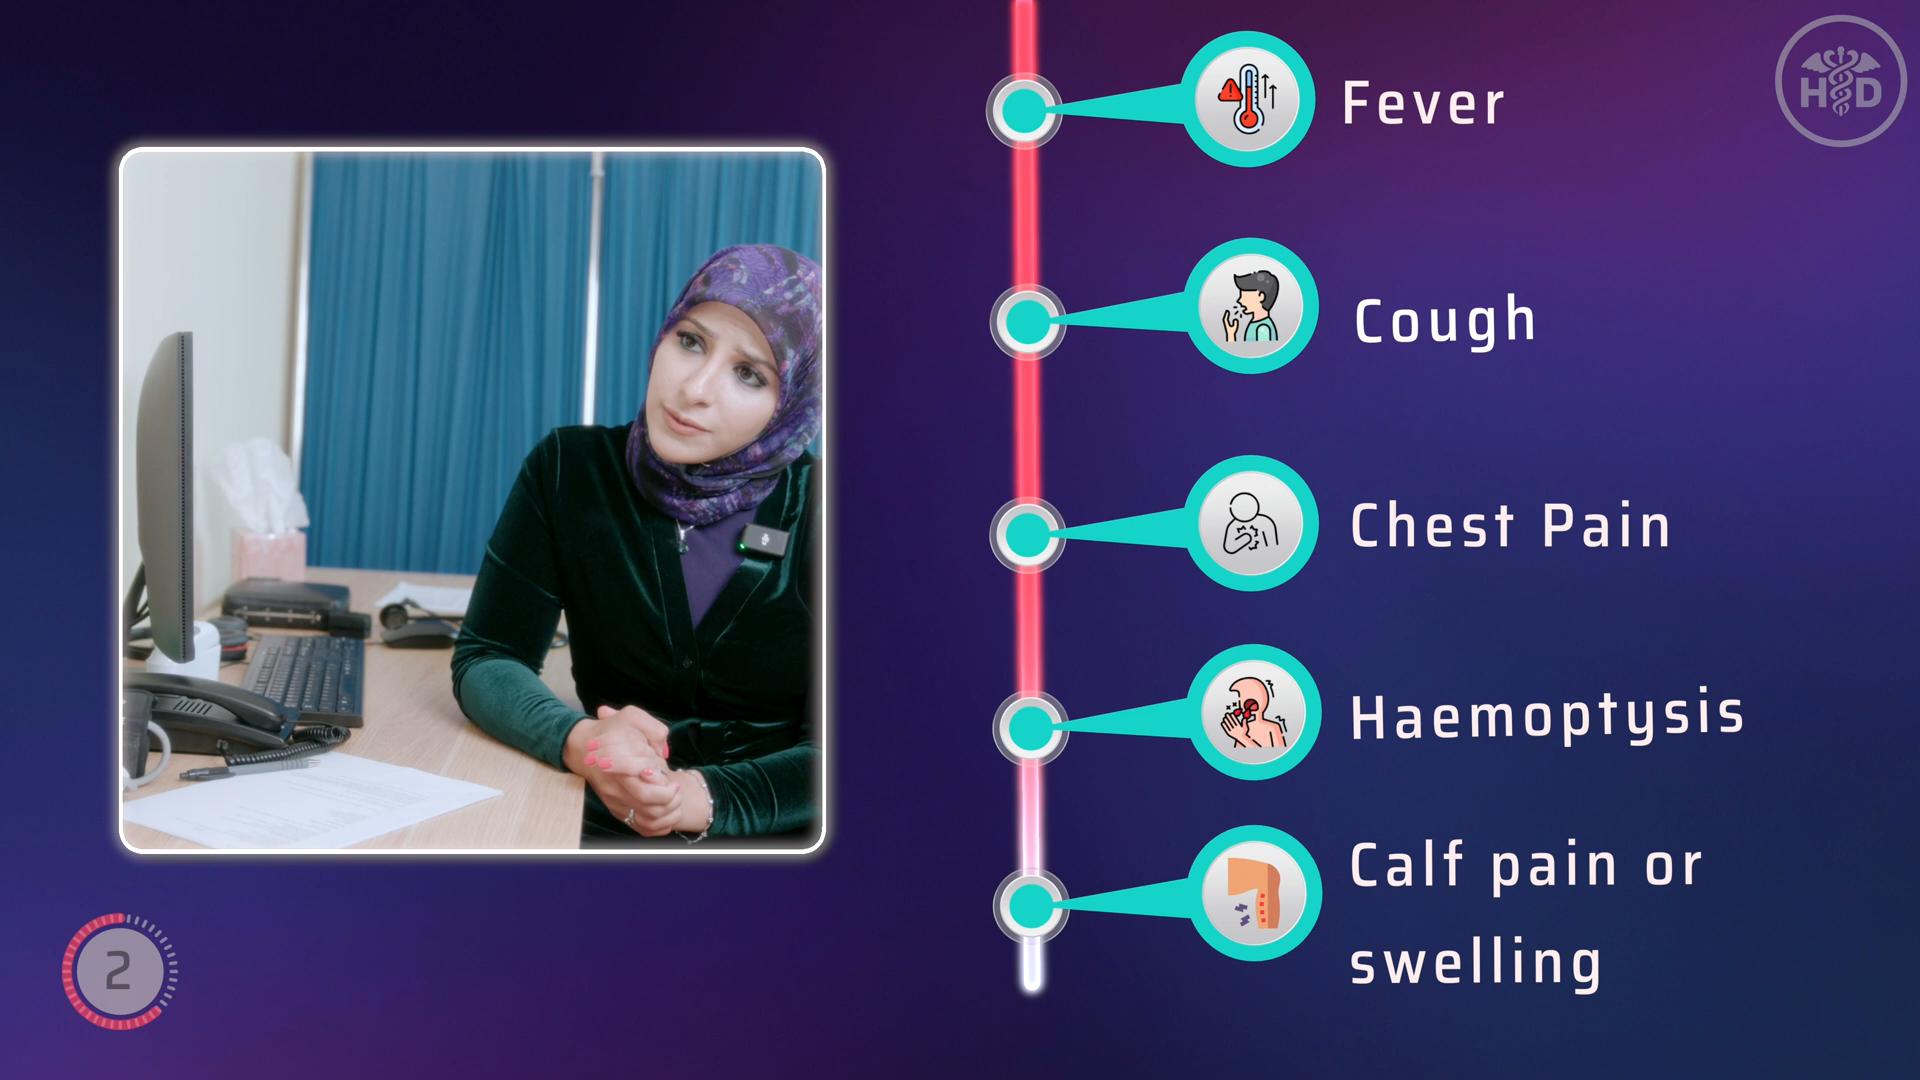 Fever
HD
Cough
Chest Pain
Haemoptysis
Calf pain or
swelling
2